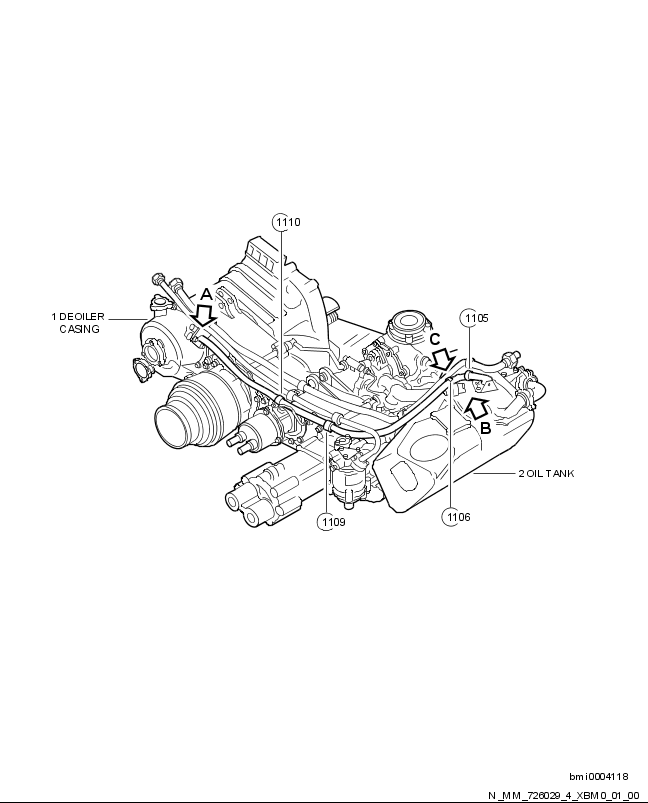 1110
A
1 DEOILER
CASING
1105
C
B
2 OIL TANK
1109
1106
bmi0004118
N_MM_726029_4_XBM0_01_00